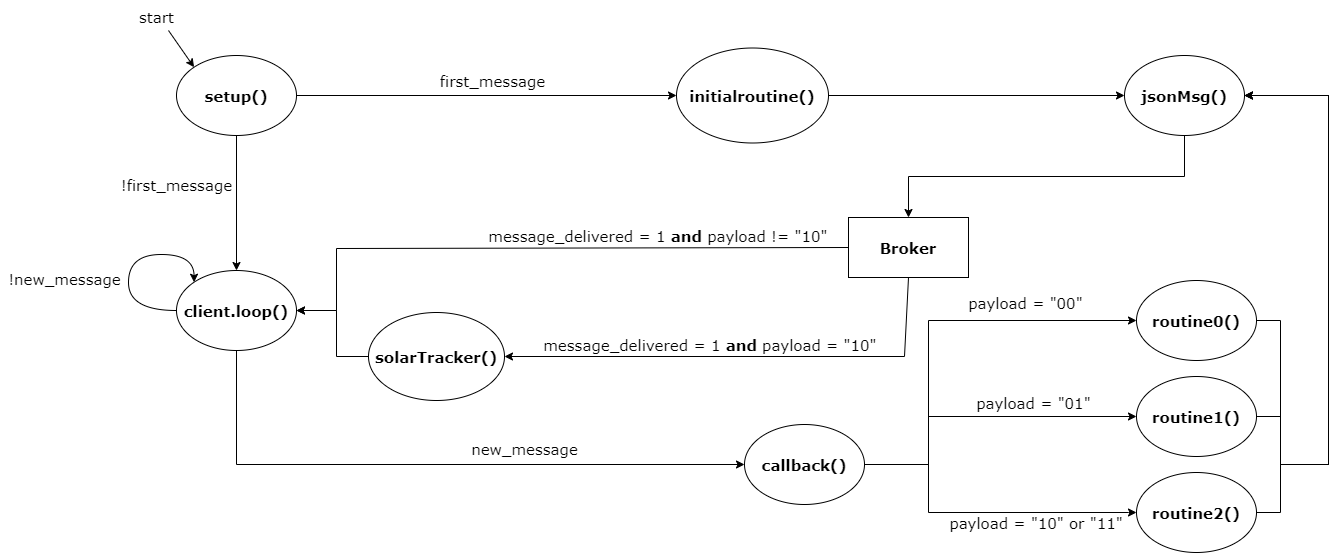 start
setup()
first_message
initialroutine()
jsonMsg()
!first_message
message_delivered = 1 and payload != "10"
Broker
!new_message
client.loop()
payload = "00"
routine0()
solarTracker()
message_delivered = 1 and payload = "10"
payload = "01"
routine1()
new_message
callback()
routine2()
payload = "10" or "11"